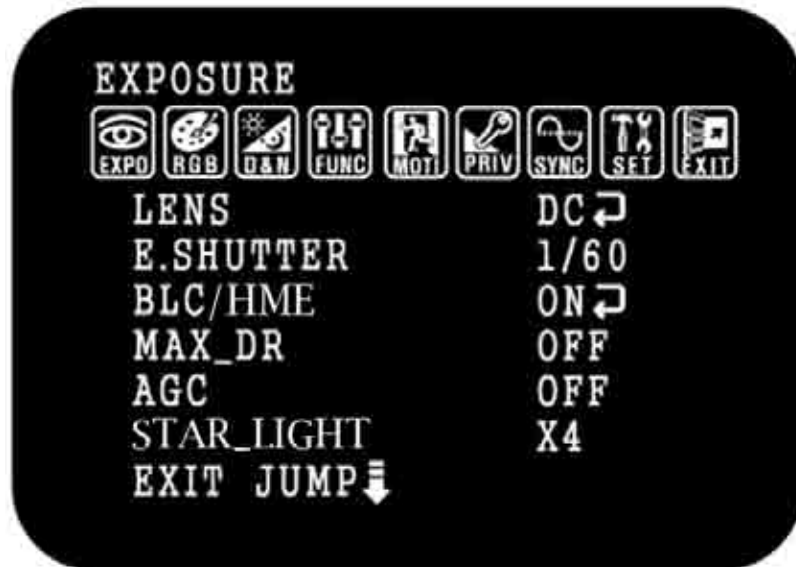 EXPOSURE
EXPO RGB D&N FUNC MOTI PRIV SYNC SET EXIT
LENS DC
E.SHUTTER 1/60
BLC/HME ON
MAX_DR OFF
AGC OFF
STAR_LIGHT X4
EXIT JUMP